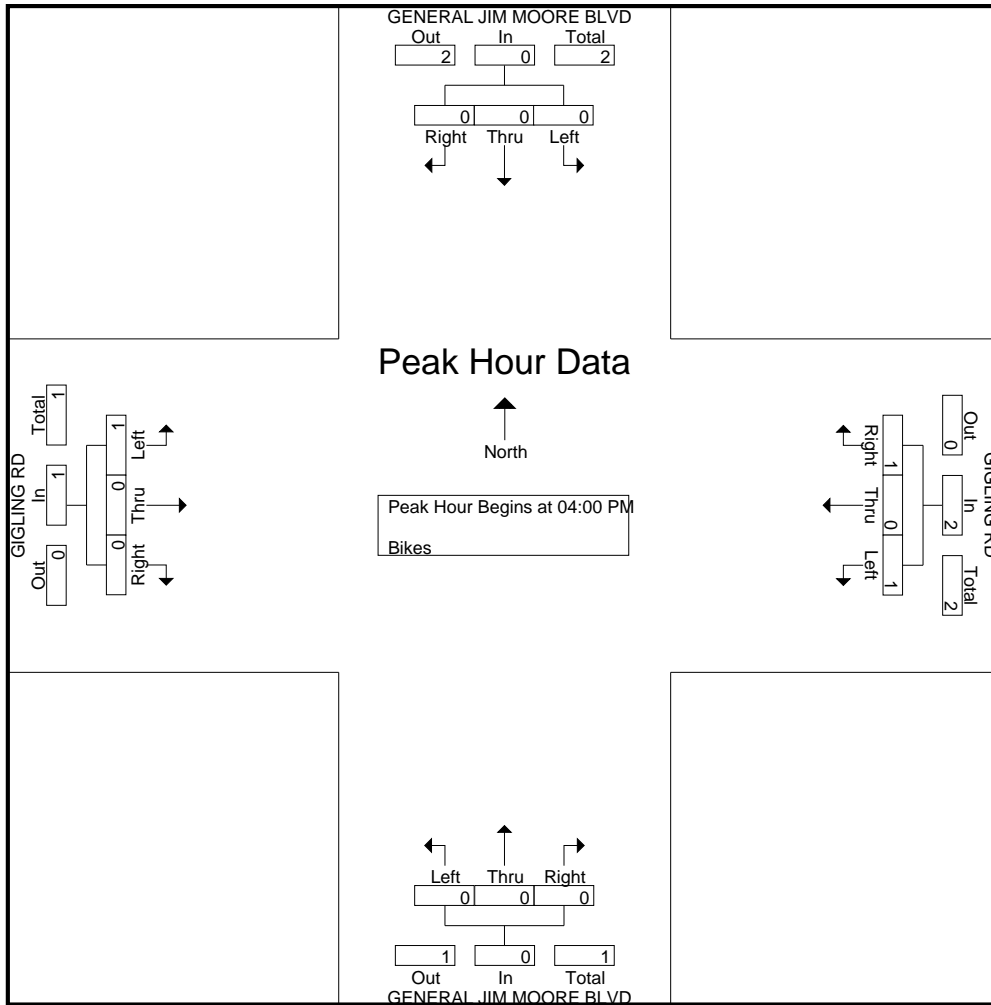 GENERAL JIM MOORE BLVD
Out In Total
2 0 2
0 0 0
Right Thru Left
Peak Hour Data
North
Peak Hour Begins at 04:00 PM
Bikes
GIGLING RD
Total In Out
1 1 0
1 0 0
Left Thru Right
Right Thru Left
1 0 1
Out In Total
0 2 2
GIGLING RD
Left Thru Right
0 0 0
1 0 1
Out In Total
GENERAL JIM MOORE BLVD